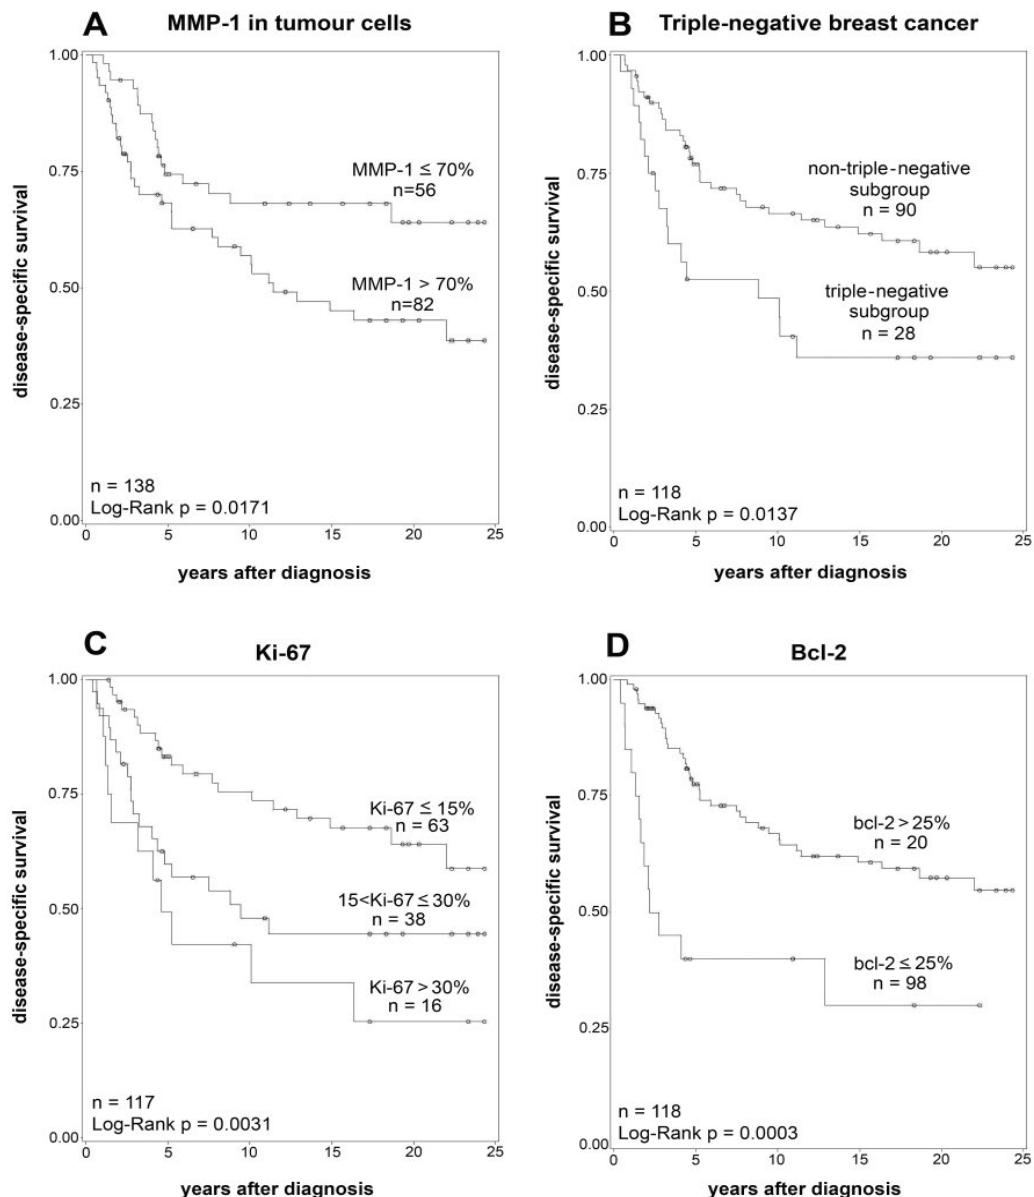 A
MMP-1 in tumour cells
disease-specific survival
1.00
0.75
0.50
0.25
0.00
MMP-1 ≤ 70%
n=56
MMP-1 > 70%
n=82
n = 138
Log-Rank p = 0.0171
0 5 10 15 20 25
years after diagnosis
B
Triple-negative breast cancer
disease-specific survival
1.00
0.75
0.50
0.25
0.00
non-triple-negative
subgroup
n = 90
triple-negative
subgroup
n = 28
n = 118
Log-Rank p = 0.0137
0 5 10 15 20 25
years after diagnosis
C
Ki-67
disease-specific survival
1.00
0.75
0.50
0.25
0.00
Ki-67 ≤ 15%
n = 63
15<Ki-67 ≤ 30%
n = 38
Ki-67 > 30%
n = 16
n = 117
Log-Rank p = 0.0031
0 5 10 15 20 25
years after diagnosis
D
Bcl-2
disease-specific survival
1.00
0.75
0.50
0.25
0.00
bcl-2 > 25%
n = 20
bcl-2 ≤ 25%
n = 98
n = 118
Log-Rank p = 0.0003
0 5 10 15 20 25
years after diagnosis